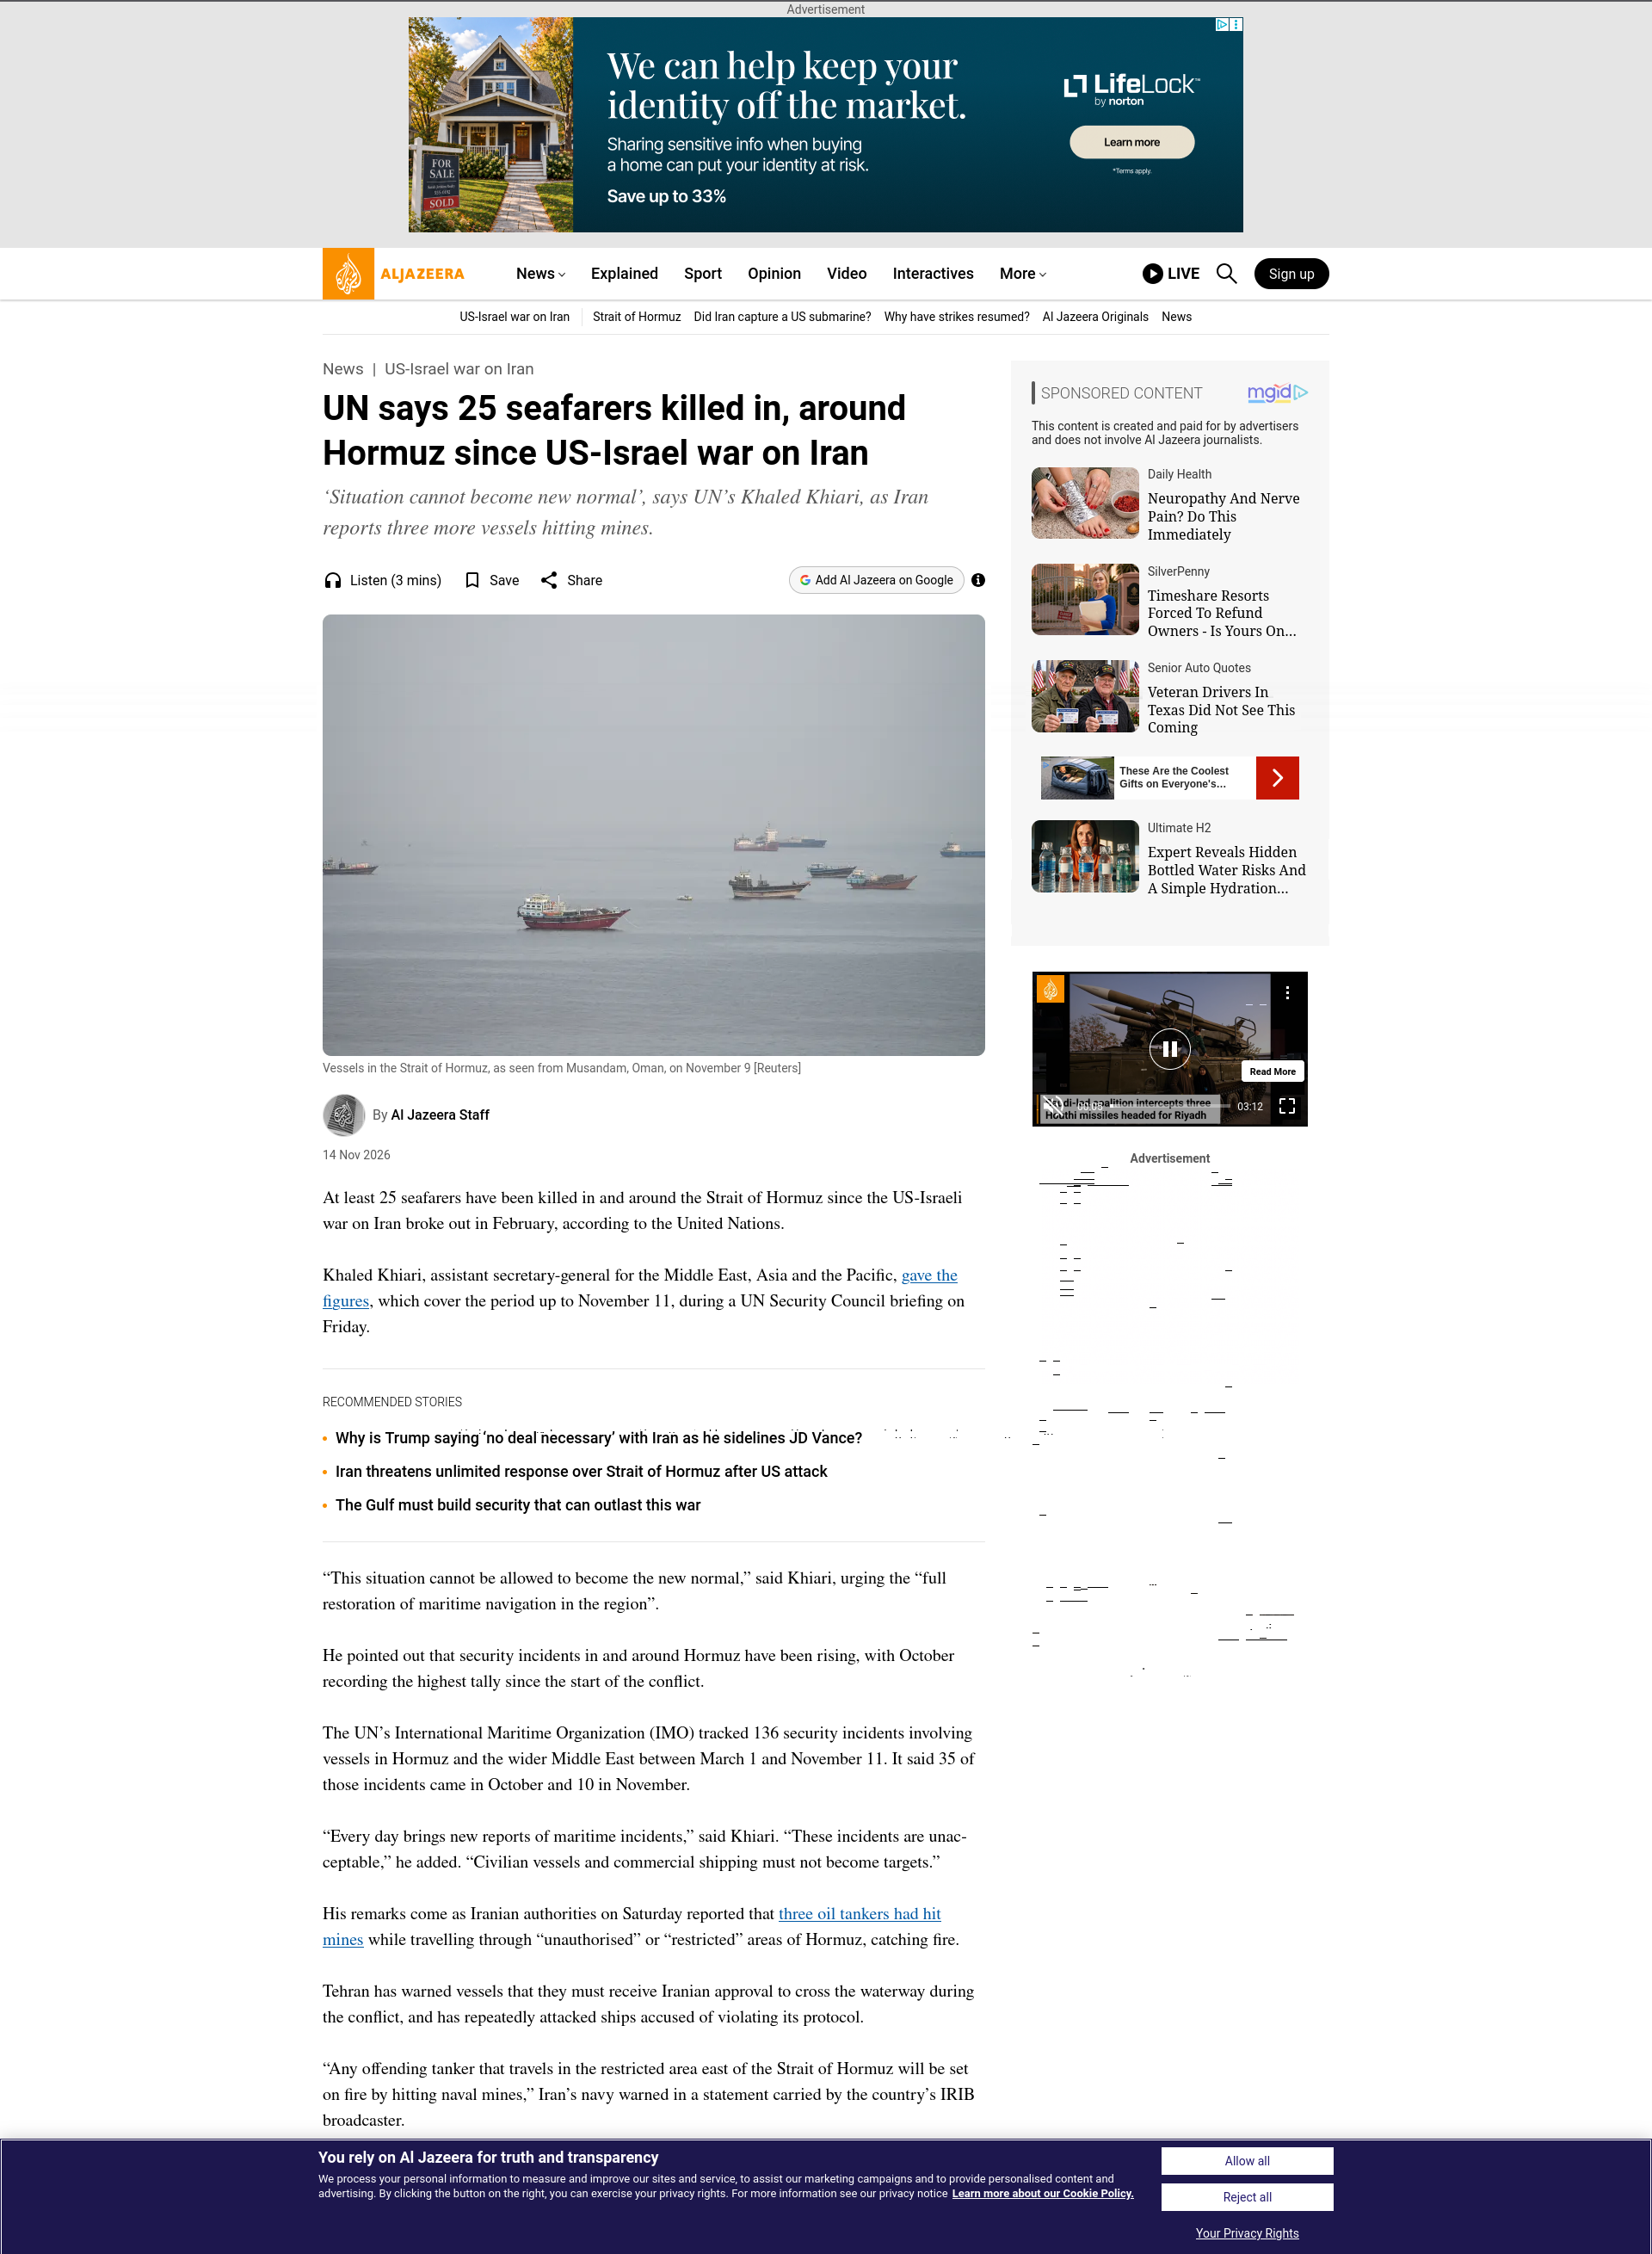 Advertisement
We can help keep your
identity off the market.
Sharing sensitive info when buying
a home can put your identity at risk.
Save up to 33%
FOR
SALE
SOLD
LifeLock™
by norton
Learn more
*Terms apply.
ALJAZEERA
News
Explained
Sport
Opinion
Video
Interactives
More
LIVE
Sign up
US-Israel war on Iran
Strait of Hormuz
Did Iran capture a US submarine?
Why have strikes resumed?
Al Jazeera Originals
News
News | US-Israel war on Iran
UN says 25 seafarers killed in, around
Hormuz since US-Israel war on Iran
‘Situation cannot become new normal’, says UN’s Khaled Khiari, as Iran
reports three more vessels hitting mines.
Listen (3 mins)
Save
Share
Add Al Jazeera on Google
Vessels in the Strait of Hormuz, as seen from Musandam, Oman, on November 9 [Reuters]
By Al Jazeera Staff
14 Nov 2026
At least 25 seafarers have been killed in and around the Strait of Hormuz since the US-Israeli
war on Iran broke out in February, according to the United Nations.
Khaled Khiari, assistant secretary-general for the Middle East, Asia and the Pacific, gave the
figures, which cover the period up to November 11, during a UN Security Council briefing on
Friday.
RECOMMENDED STORIES
Why is Trump saying ‘no deal necessary’ with Iran as he sidelines JD Vance?
Iran threatens unlimited response over Strait of Hormuz after US attack
The Gulf must build security that can outlast this war
“This situation cannot be allowed to become the new normal,” said Khiari, urging the “full
restoration of maritime navigation in the region”.
He pointed out that security incidents in and around Hormuz have been rising, with October
recording the highest tally since the start of the conflict.
The UN’s International Maritime Organization (IMO) tracked 136 security incidents involving
vessels in Hormuz and the wider Middle East between March 1 and November 11. It said 35 of
those incidents came in October and 10 in November.
“Every day brings new reports of maritime incidents,” said Khiari. “These incidents are unac-
ceptable,” he added. “Civilian vessels and commercial shipping must not become targets.”
His remarks come as Iranian authorities on Saturday reported that three oil tankers had hit
mines while travelling through “unauthorised” or “restricted” areas of Hormuz, catching fire.
Tehran has warned vessels that they must receive Iranian approval to cross the waterway during
the conflict, and has repeatedly attacked ships accused of violating its protocol.
“Any offending tanker that travels in the restricted area east of the Strait of Hormuz will be set
on fire by hitting naval mines,” Iran’s navy warned in a statement carried by the country’s IRIB
broadcaster.
SPONSORED CONTENT
mgid
This content is created and paid for by advertisers
and does not involve Al Jazeera journalists.
Daily Health
Neuropathy And Nerve
Pain? Do This
Immediately
SilverPenny
Timeshare Resorts
Forced To Refund
Owners - Is Yours On...
Senior Auto Quotes
Veteran Drivers In
Texas Did Not See This
Coming
These Are the Coolest
Gifts on Everyone's...
Ultimate H2
Expert Reveals Hidden
Bottled Water Risks And
A Simple Hydration...
Read More
coalition intercepts three
Houthi missiles headed for Riyadh
03:12
Advertisement
You rely on Al Jazeera for truth and transparency
We process your personal information to measure and improve our sites and service, to assist our marketing campaigns and to provide personalised content and
advertising. By clicking the button on the right, you can exercise your privacy rights. For more information see our privacy notice Learn more about our Cookie Policy.
Allow all
Reject all
Your Privacy Rights